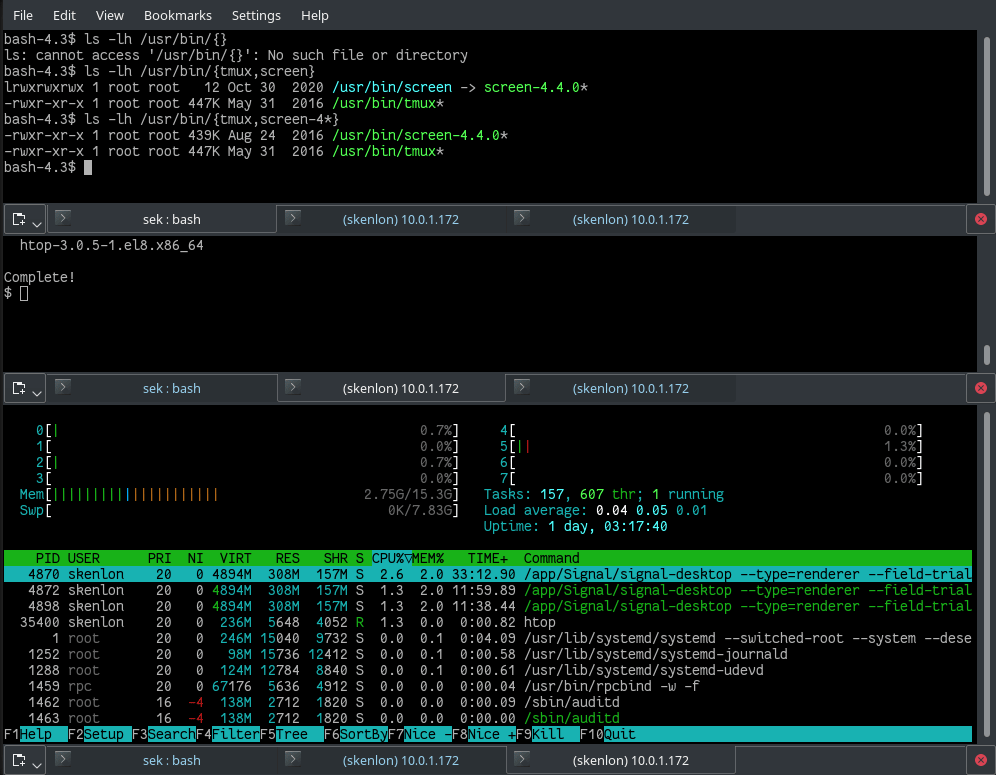 File Edit View Bookmarks Settings Help
bash-4.3$ ls -lh /usr/bin/{}
ls: cannot access '/usr/bin/{}': No such file or directory
bash-4.3$ ls -lh /usr/bin/{tmux,screen}
lrwxrwxrwx 1 root root   12 Oct 30  2020 /usr/bin/screen -> screen-4.4.0*
-rwxr-xr-x 1 root root 447K May 31  2016 /usr/bin/tmux*
bash-4.3$ ls -lh /usr/bin/{tmux,screen-4*}
-rwxr-xr-x 1 root root 439K Aug 24  2016 /usr/bin/screen-4.4.0*
-rwxr-xr-x 1 root root 447K May 31  2016 /usr/bin/tmux*
bash-4.3$
sek : bash (skenlon) 10.0.1.172 (skenlon) 10.0.1.172
  htop-3.0.5-1.el8.x86_64
Complete!
$
sek : bash (skenlon) 10.0.1.172 (skenlon) 10.0.1.172
0[| 0.7%] 4[ 0.0%]
1[ 0.0%] 5[|| 1.3%]
2[| 0.7%] 6[ 0.0%]
3[ 0.0%] 7[ 0.0%]
Mem[||||||||||||||||||||| 2.75G/15.3G] Tasks: 157, 607 thr; 1 running
Swp[ 0K/7.83G] Load average: 0.04 0.05 0.01
Uptime: 1 day, 03:17:40
PID USER PRI NI VIRT RES SHR S CPU%▽MEM% TIME+ Command
4870 skenlon 20 0 4894M 308M 157M S 2.6 2.0 33:12.90 /app/Signal/signal-desktop --type=renderer --field-trial
4872 skenlon 20 0 4894M 308M 157M S 1.3 2.0 11:59.89 /app/Signal/signal-desktop --type=renderer --field-trial
4898 skenlon 20 0 4894M 308M 157M S 1.3 2.0 11:38.44 /app/Signal/signal-desktop --type=renderer --field-trial
35400 skenlon 20 0 236M 5648 4052 R 1.3 0.0 0:00.82 htop
1 root 20 0 246M 15040 9732 S 0.0 0.1 0:04.09 /usr/lib/systemd/systemd --switched-root --system --dese
1252 root 20 0 98M 15736 12412 S 0.0 0.1 0:00.58 /usr/lib/systemd/systemd-journald
1288 root 20 0 124M 12784 8840 S 0.0 0.1 0:00.61 /usr/lib/systemd/systemd-udevd
1459 rpc 20 0 67176 5636 4912 S 0.0 0.0 0:00.04 /usr/bin/rpcbind -w -f
1462 root 16 -4 138M 2712 1820 S 0.0 0.0 0:00.09 /sbin/auditd
1463 root 16 -4 138M 2712 1820 S 0.0 0.0 0:00.00 /sbin/auditd
F1Help F2Setup F3SearchF4FilterF5Tree F6SortByF7Nice -F8Nice +F9Kill F10Quit
sek : bash (skenlon) 10.0.1.172 (skenlon) 10.0.1.172